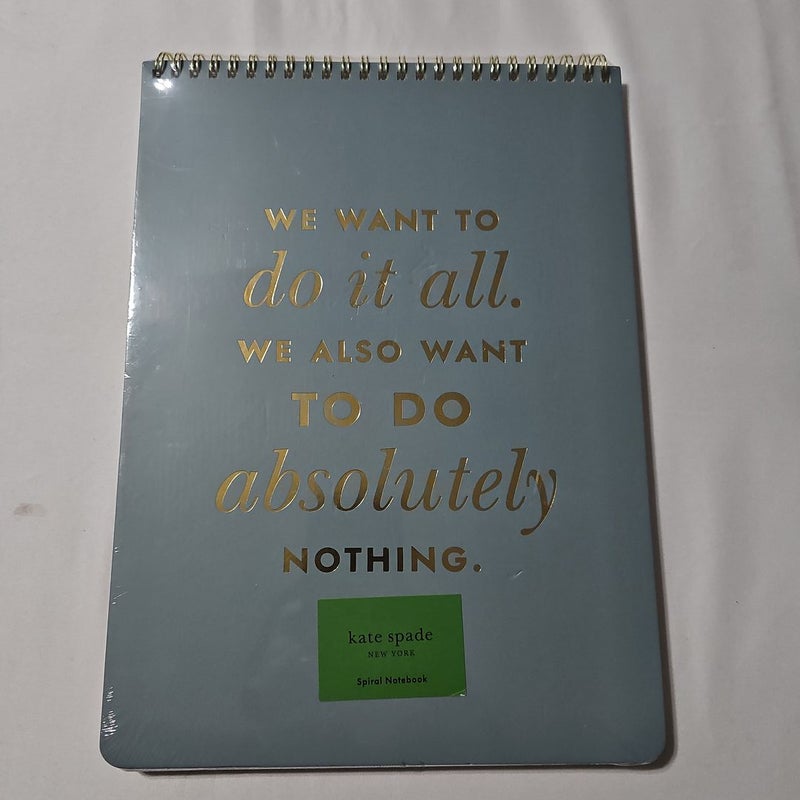 WE WANT TO
do it all.
WE ALSO WANT
TO DO
absolutely
NOTHING.
kate spade
NEW YORK
Spiral Notebook